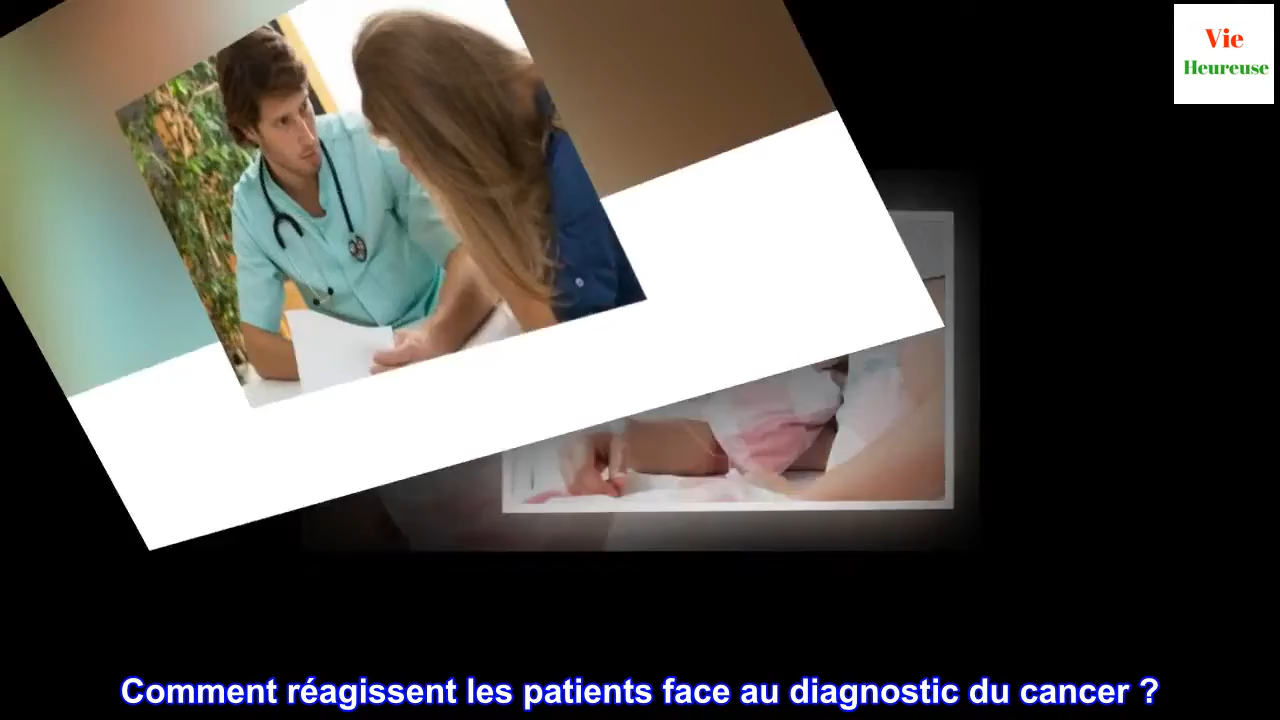 Vie
Heureuse
Comment réagissent les patients face au diagnostic du cancer ?